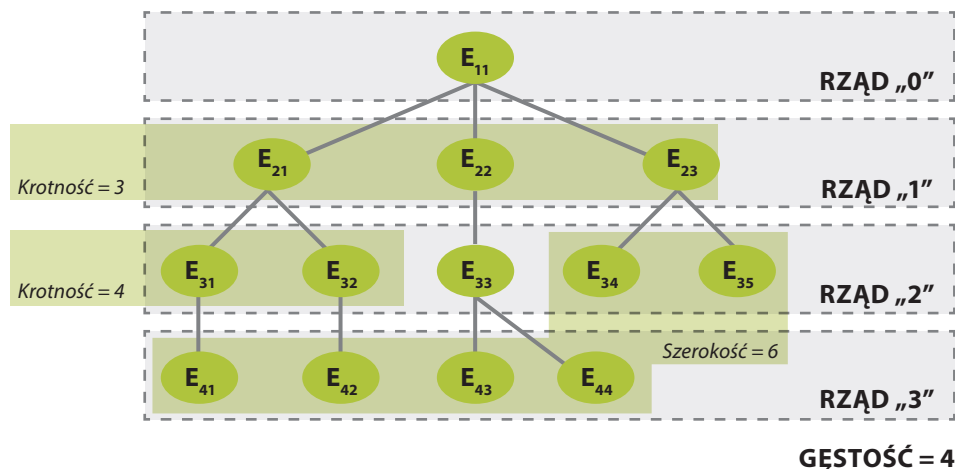 E11
RZĄD „0”
E21 E22 E23
Krotność = 3
RZĄD „1”
E31 E32 E33 E34 E35
Krotność = 4
RZĄD „2”
Szerokość = 6
E41 E42 E43 E44
RZĄD „3”
GĘSTOŚĆ = 4